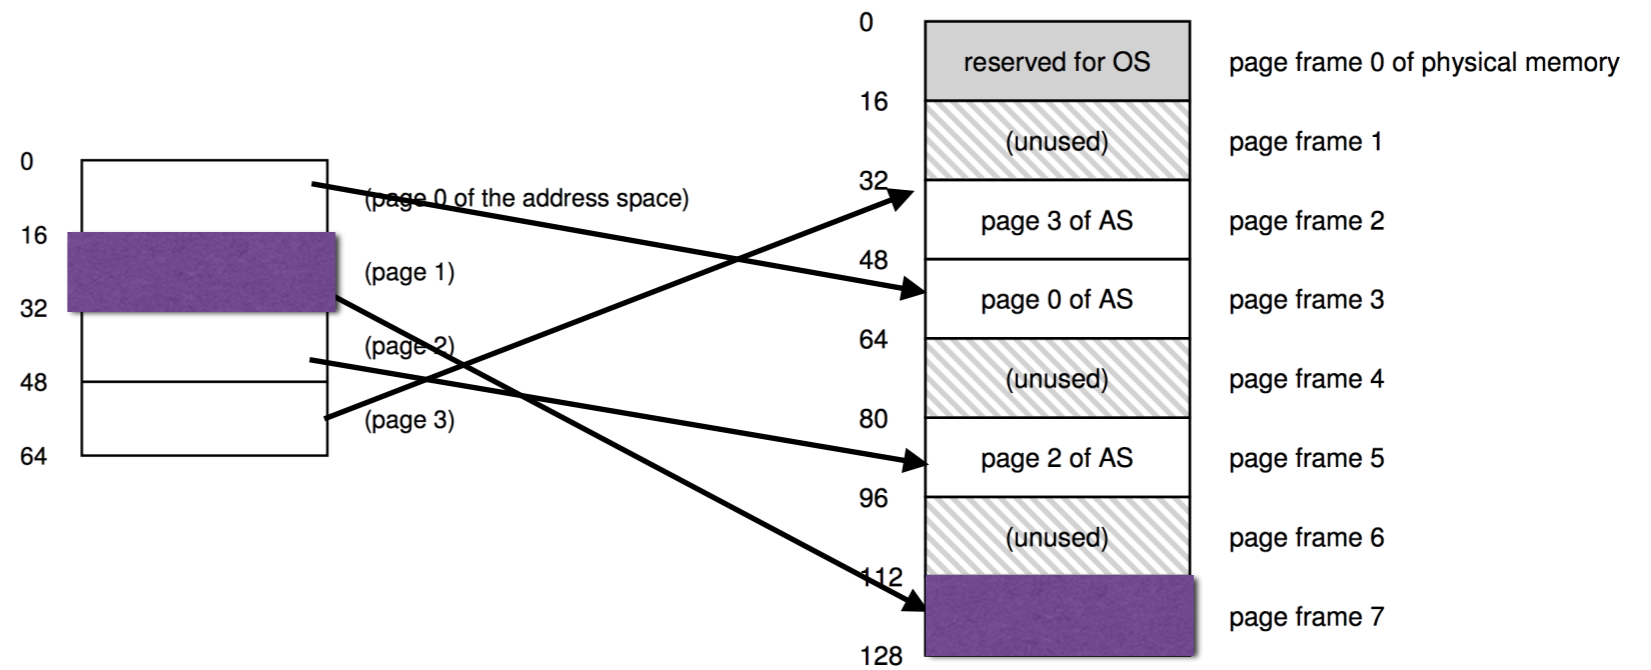 0
16
32
48
64
(page 0 of the address space)
(page 1)
(page 2)
(page 3)
0
16
32
48
64
80
96
112
128
reserved for OS
(unused)
page 3 of AS
page 0 of AS
(unused)
page 2 of AS
(unused)
page frame 0 of physical memory
page frame 1
page frame 2
page frame 3
page frame 4
page frame 5
page frame 6
page frame 7